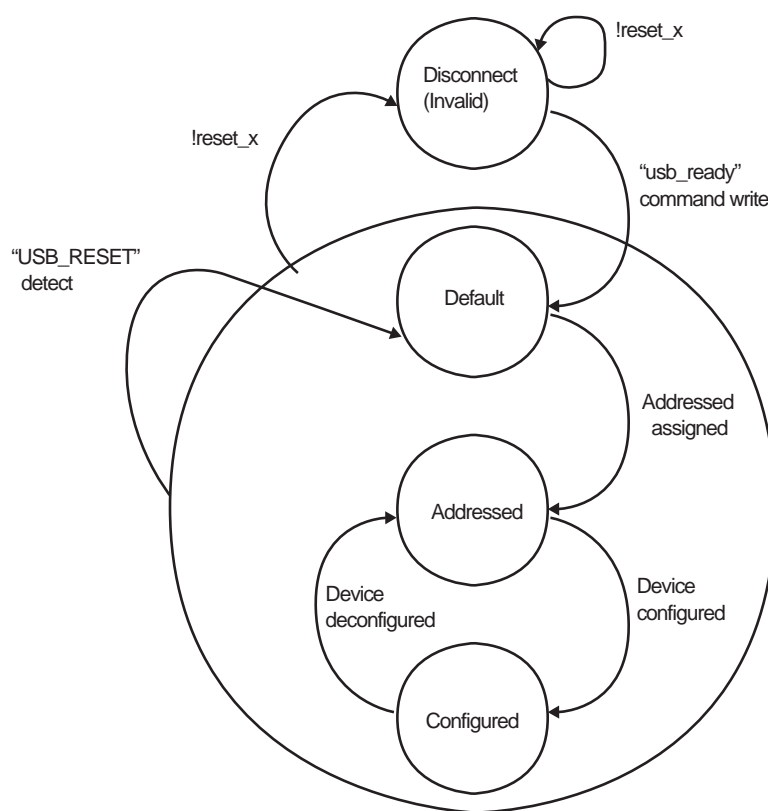 !reset_x
Disconnect
(Invalid)
!reset_x
“usb_ready”
command write
“USB_RESET”
detect
Default
Addressed
assigned
Addressed
Device
deconfigured
Device
configured
Configured